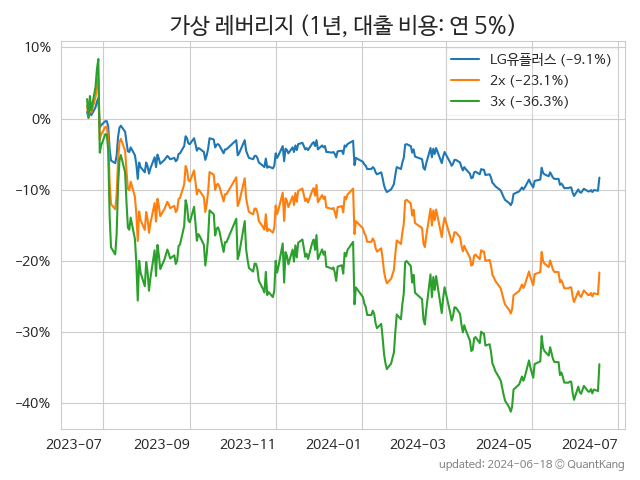 가상 레버리지 (1년, 대출 비용: 연 5%)
10%
0%
−10%
−20%
−30%
−40%
LG유플러스 (−9.1%)
2x (−23.1%)
3x (−36.3%)
2023-07 2023-09 2023-11 2024-01 2024-03 2024-05 2024-07
updated: 2024-06-18 © QuantKang